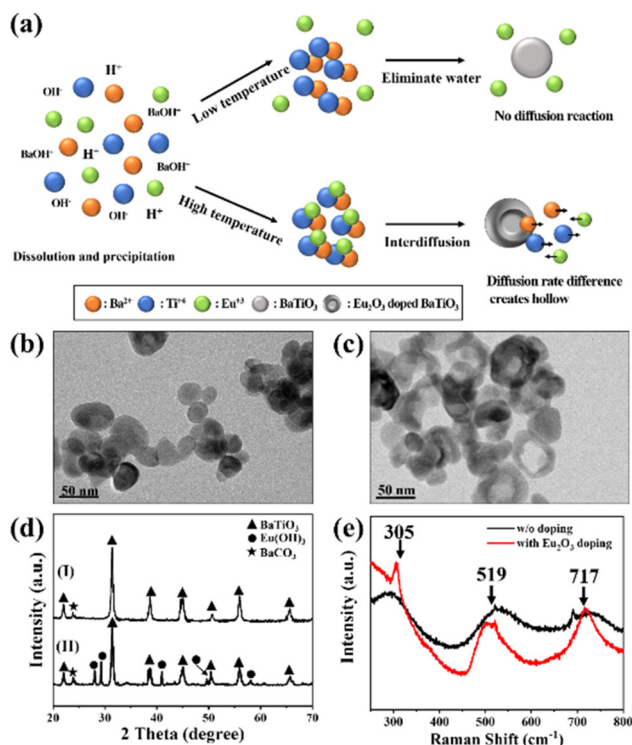 (a)
H⁺
OH⁻
BaOH⁺
BaOH⁺
H⁺
BaOH⁺
OH⁻
OH⁻
H⁺
Dissolution and precipitation
Low temperature
Eliminate water
No diffusion reaction
High temperature
Interdiffusion
Diffusion rate difference
creates hollow
: Ba²⁺ : Ti⁺⁴ : Eu⁺³ : BaTiO₃ : Eu₂O₃ doped BaTiO₃
(b)
50 nm
(c)
50 nm
(d)
▲ BaTiO₃
● Eu(OH)₃
★ BaCO₃
(I)
(II)
Intensity (a.u.)
20 30 40 50 60 70
2 Theta (degree)
(e)
w/o doping
with Eu₂O₃ doping
305
519
717
Intensity (a.u.)
300 400 500 600 700 800
Raman Shift (cm⁻¹)